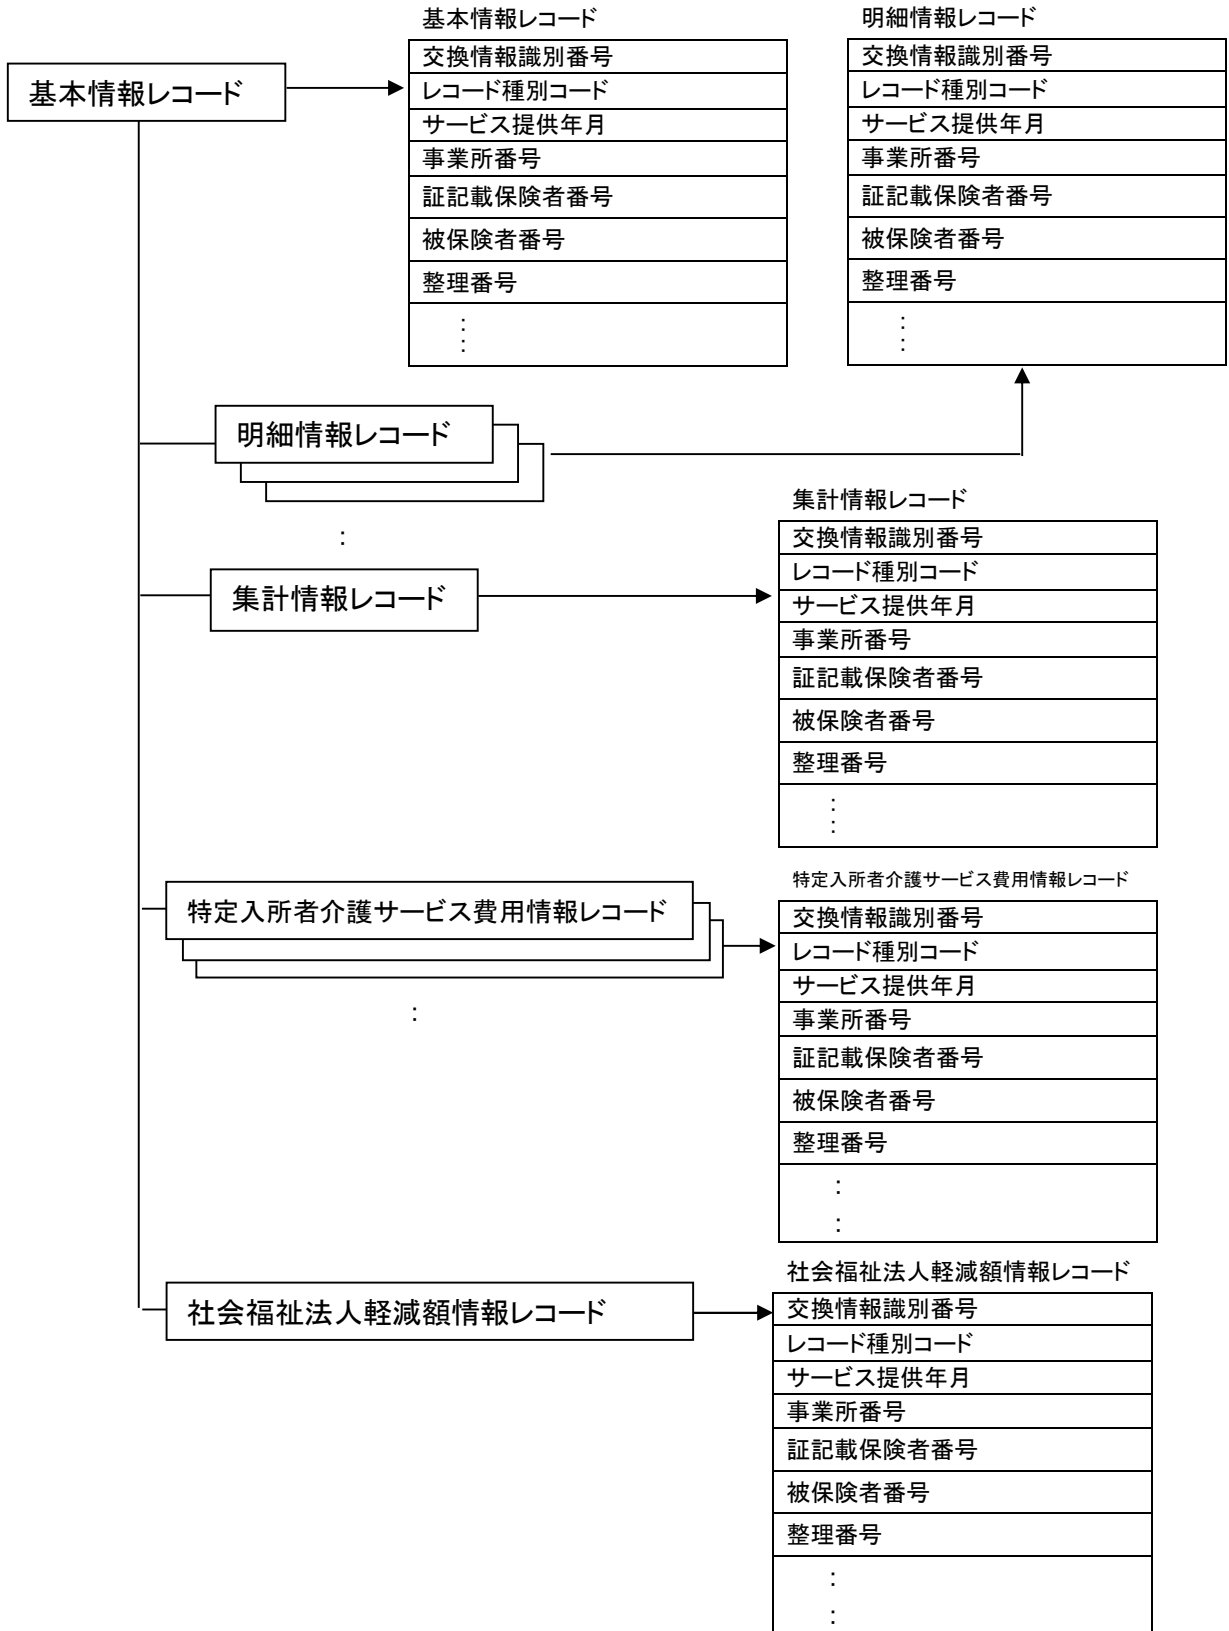 基本情報レコード
基本情報レコード
交換情報識別番号
レコード種別コード
サービス提供年月
事業所番号
証記載保険者番号
被保険者番号
整理番号
:
:
明細情報レコード
交換情報識別番号
レコード種別コード
サービス提供年月
事業所番号
証記載保険者番号
被保険者番号
整理番号
:
:
明細情報レコード
:
集計情報レコード
集計情報レコード
交換情報識別番号
レコード種別コード
サービス提供年月
事業所番号
証記載保険者番号
被保険者番号
整理番号
:
:
特定入所者介護サービス費用情報レコード
:
特定入所者介護サービス費用情報レコード
交換情報識別番号
レコード種別コード
サービス提供年月
事業所番号
証記載保険者番号
被保険者番号
整理番号
:
:
社会福祉法人軽減額情報レコード
社会福祉法人軽減額情報レコード
交換情報識別番号
レコード種別コード
サービス提供年月
事業所番号
証記載保険者番号
被保険者番号
整理番号
:
: